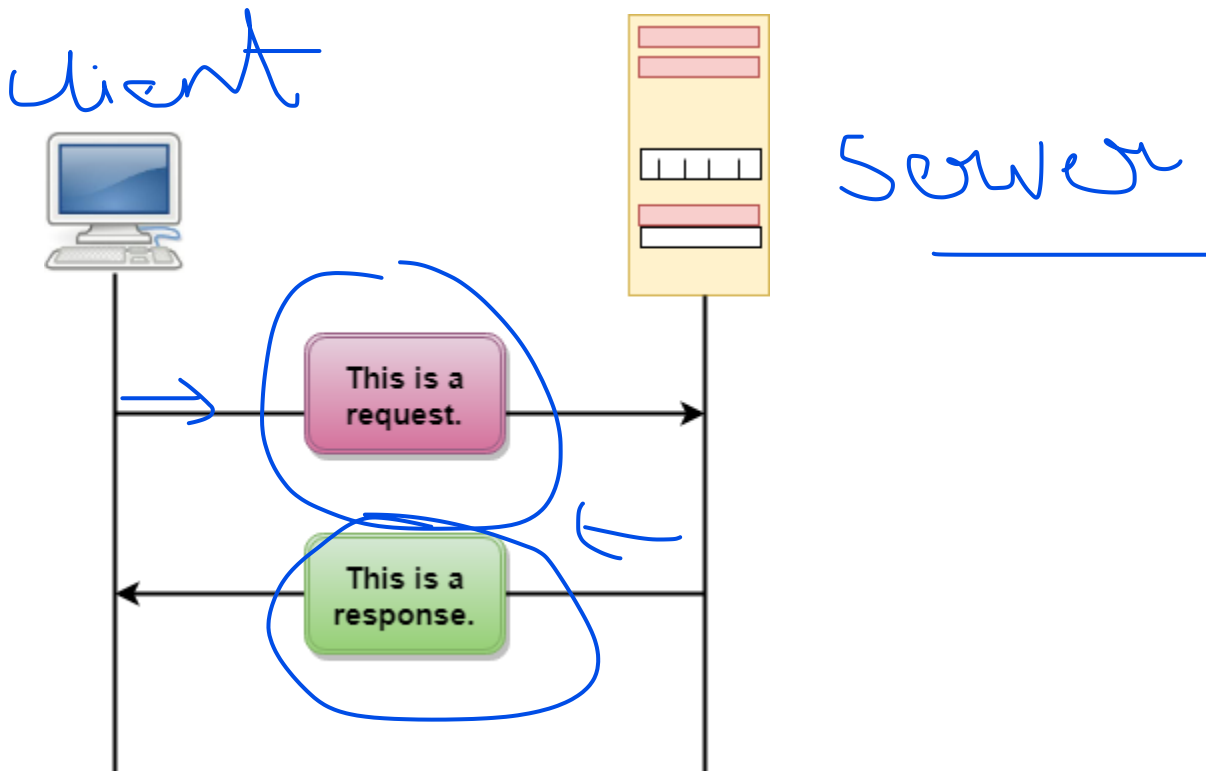 client
Server
This is a
request.
This is a
response.